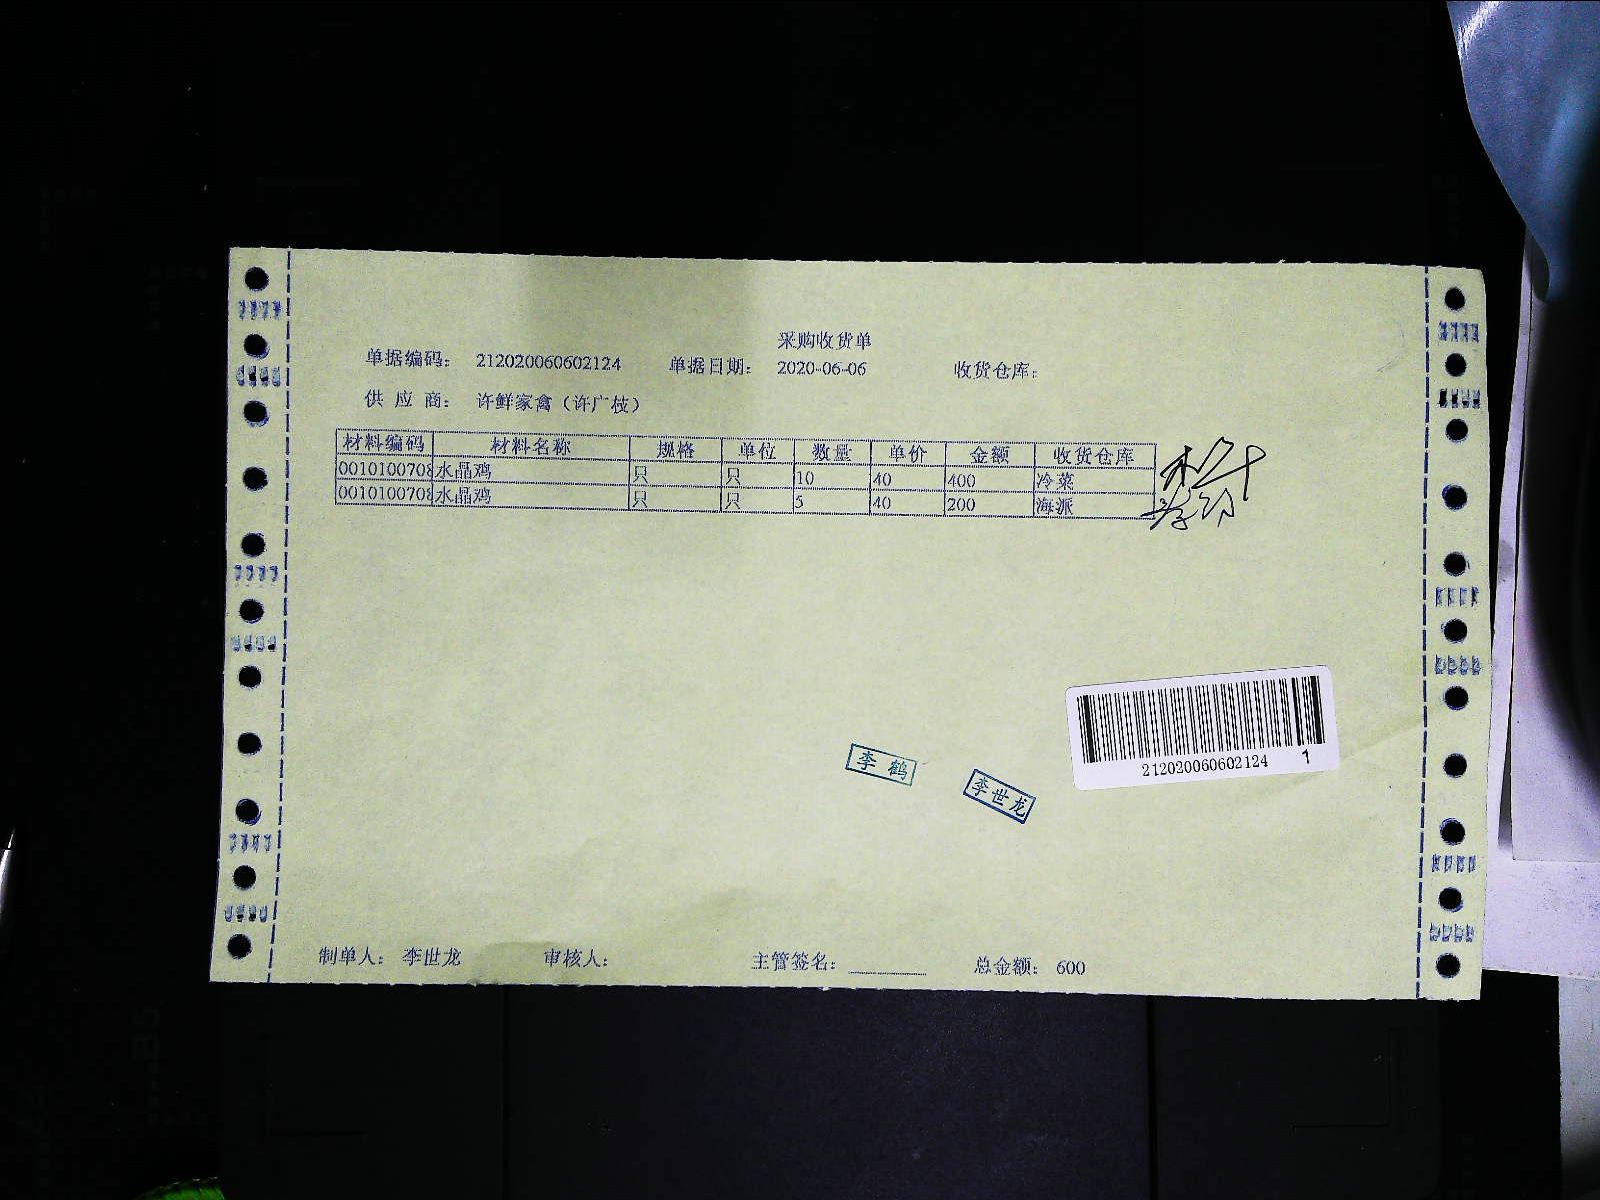 采购收货单
单据编码: 212020060602124 单据日期: 2020-06-06 收货仓库:
供 应 商: 许鲜家禽（许广枝）
材料编码 材料名称 规格 单位 数量 单价 金额 收货仓库
0010100708 水晶鸡 只 只 10 40 400 冷菜
0010100708 水晶鸡 只 只 5 40 200 海派
212020060602124 1
李鹤
李世龙
制单人: 李世龙 审核人: 主管签名: 总金额: 600